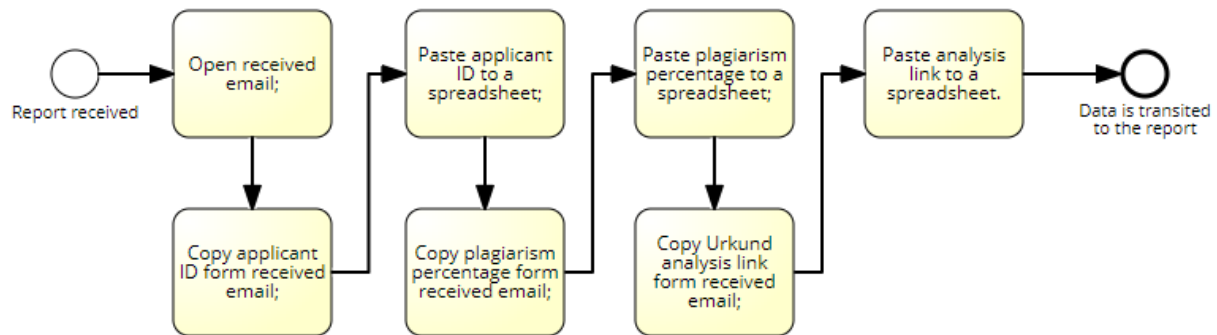 Report received
Open received
email;
Copy applicant
ID form received
email;
Paste applicant
ID to a
spreadsheet;
Copy plagiarism
percentage form
received email;
Paste plagiarism
percentage to a
spreadsheet;
Copy Urkund
analysis link
form received
email;
Paste analysis
link to a
spreadsheet.
Data is transited
to the report